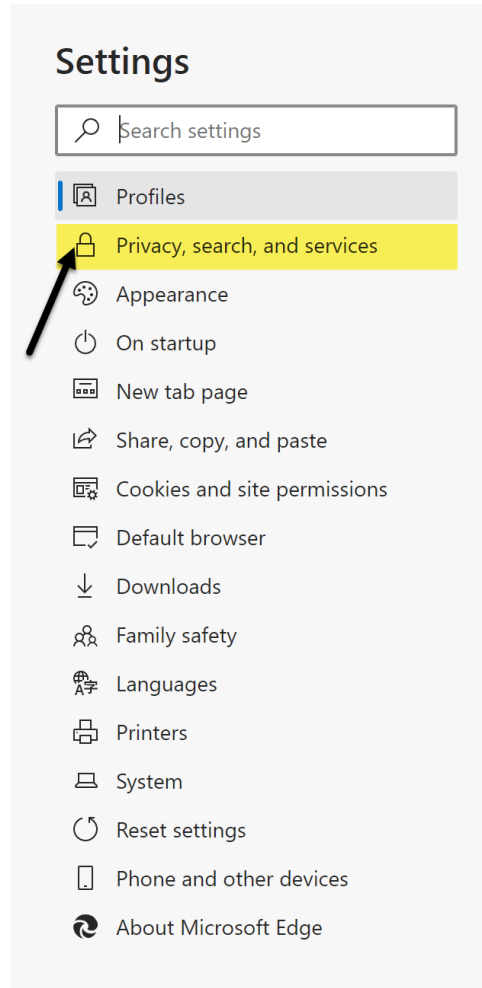 Settings
Search settings
Profiles
Privacy, search, and services
Appearance
On startup
New tab page
Share, copy, and paste
Cookies and site permissions
Default browser
Downloads
Family safety
Languages
Printers
System
Reset settings
Phone and other devices
About Microsoft Edge